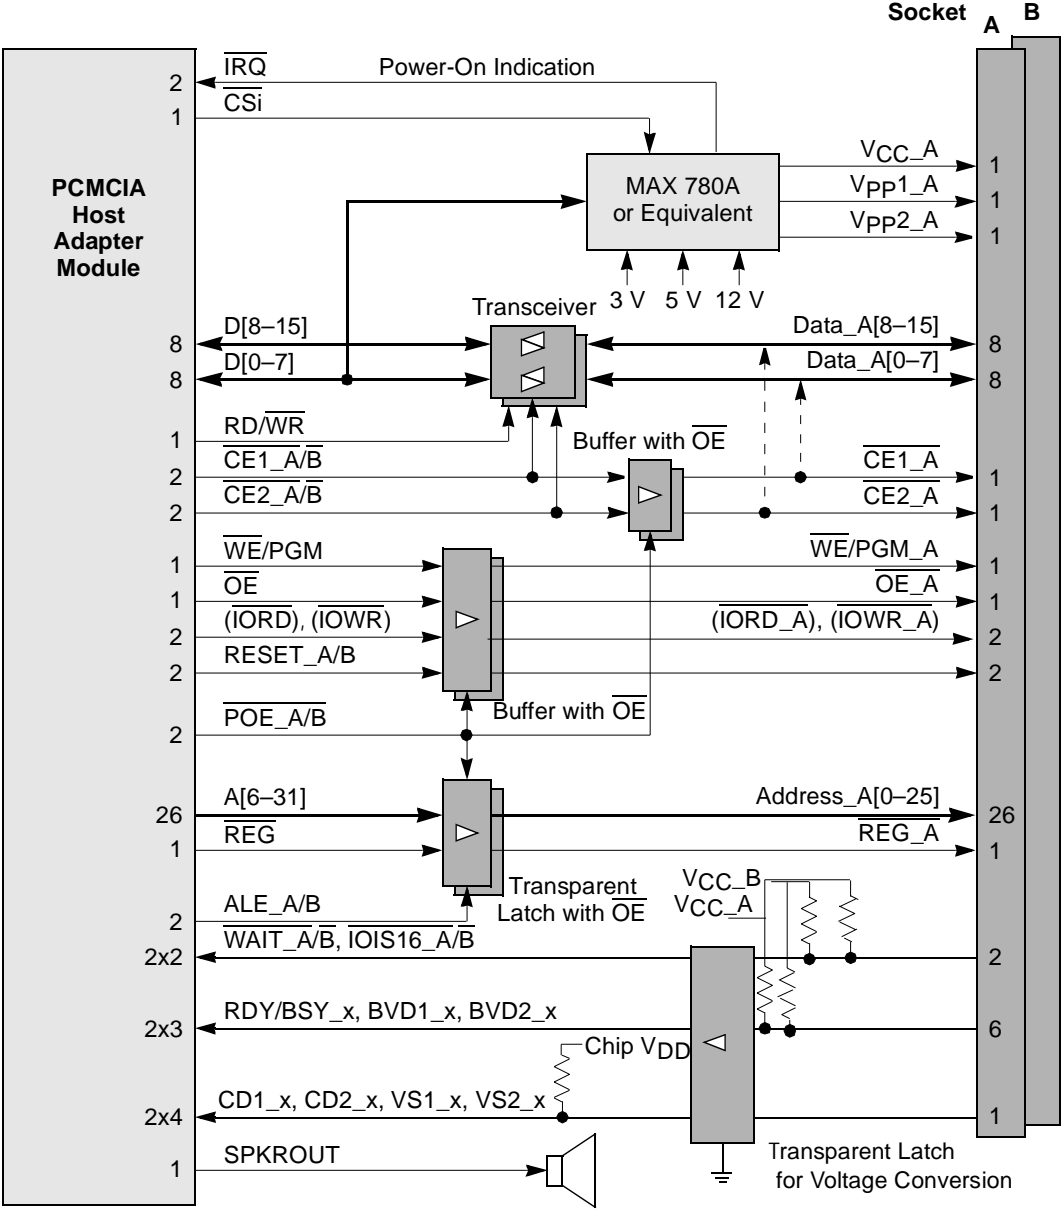 Socket A B
2 IRQ Power-On Indication
1 CSi
PCMCIA
Host
Adapter
Module
MAX 780A
or Equivalent
VCC_A 1
VPP1_A 1
VPP2_A 1
3 V 5 V 12 V
Transceiver
8 D[8–15] Data_A[8–15] 8
8 D[0–7] Data_A[0–7] 8
1 RD/WR
Buffer with OE
2 CE1_A/B CE1_A 1
2 CE2_A/B CE2_A 1
1 WE/PGM WE/PGM_A 1
1 OE OE_A 1
2 (IORD), (IOWR) (IORD_A), (IOWR_A) 2
2 RESET_A/B 2
Buffer with OE
2 POE_A/B
26 A[6–31] Address_A[0–25] 26
1 REG REG_A 1
Transparent
Latch with OE
VCC_B
VCC_A
2 ALE_A/B
2x2 WAIT_A/B, IOIS16_A/B 2
2x3 RDY/BSY_x, BVD1_x, BVD2_x 6
Chip VDD
2x4 CD1_x, CD2_x, VS1_x, VS2_x 1
1 SPKROUT
Transparent Latch
for Voltage Conversion